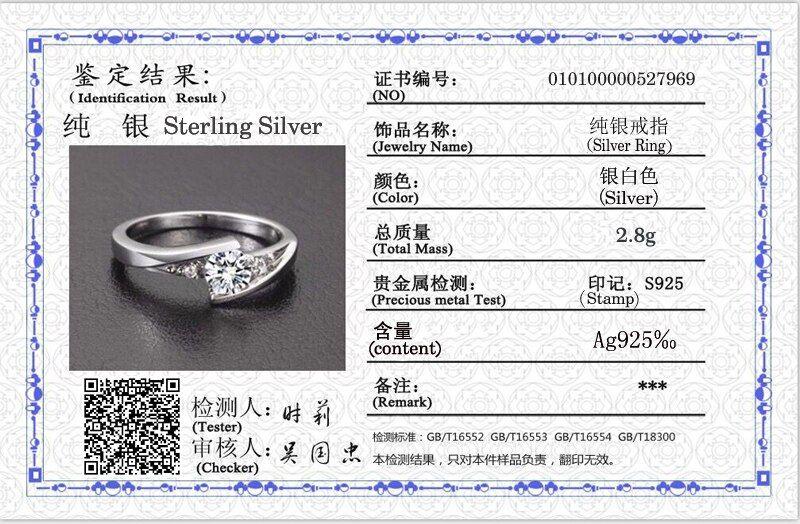 鉴定结果:
( Identification Result )
纯 银 Sterling Silver
检测人: 时莉
(Tester)
审核人: 吴国忠
(Checker)
证书编号: 010100000527969
(NO)
饰品名称: 纯银戒指
(Jewelry Name) (Silver Ring)
颜色: 银白色
(Color) (Silver)
总质量 2.8g
(Total Mass)
贵金属检测: 印记: S925
(Precious metal Test) (Stamp)
含量 Ag925‰
(content)
备注: ***
(Remark)
检测标准: GB/T16552 GB/T16553 GB/T16554 GB/T18300
本检测结果，只对本件样品负责，翻印无效。